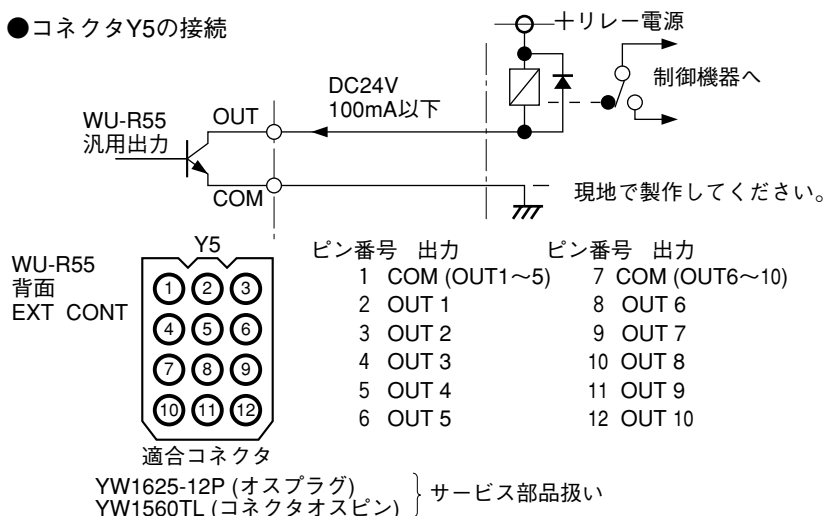 ●コネクタY5の接続
＋リレー電源
制御機器へ
DC24V
100mA以下
WU-R55
汎用出力
OUT
COM
現地で製作してください。
WU-R55
背面
EXT CONT
Y5
1 2 3
4 5 6
7 8 9
10 11 12
適合コネクタ
ピン番号 出力
1 COM (OUT1～5)
2 OUT 1
3 OUT 2
4 OUT 3
5 OUT 4
6 OUT 5
ピン番号 出力
7 COM (OUT6～10)
8 OUT 6
9 OUT 7
10 OUT 8
11 OUT 9
12 OUT 10
YW1625-12P (オスプラグ)
YW1560TL (コネクタオスピン)
サービス部品扱い